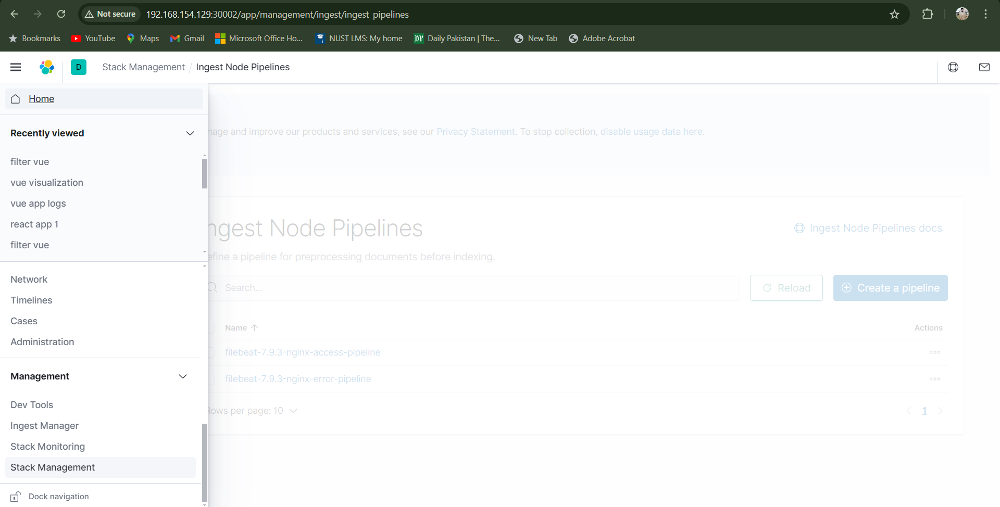 Not secure
192.168.154.129:30002/app/management/ingest/ingest_pipelines
Bookmarks
YouTube
Maps
Gmail
Microsoft Office Ho...
NUST LMS: My home
Daily Pakistan | The...
New Tab
Adobe Acrobat
D
Stack Management / Ingest Node Pipelines
Home
Recently viewed
filter vue
vue visualization
vue app logs
react app 1
filter vue
Network
Timelines
Cases
Administration
Management
Dev Tools
Ingest Manager
Stack Monitoring
Stack Management
Dock navigation
and improve our products and services, see our Privacy Statement. To stop collection, disable usage data here.
ngest Node Pipelines
Ingest Node Pipelines docs
efine a pipeline for preprocessing documents before indexing.
Search...
Reload
Create a pipeline
Name
Actions
filebeat-7.9.3-nginx-access-pipeline
filebeat-7.9.3-nginx-error-pipeline
Rows per page: 10
1